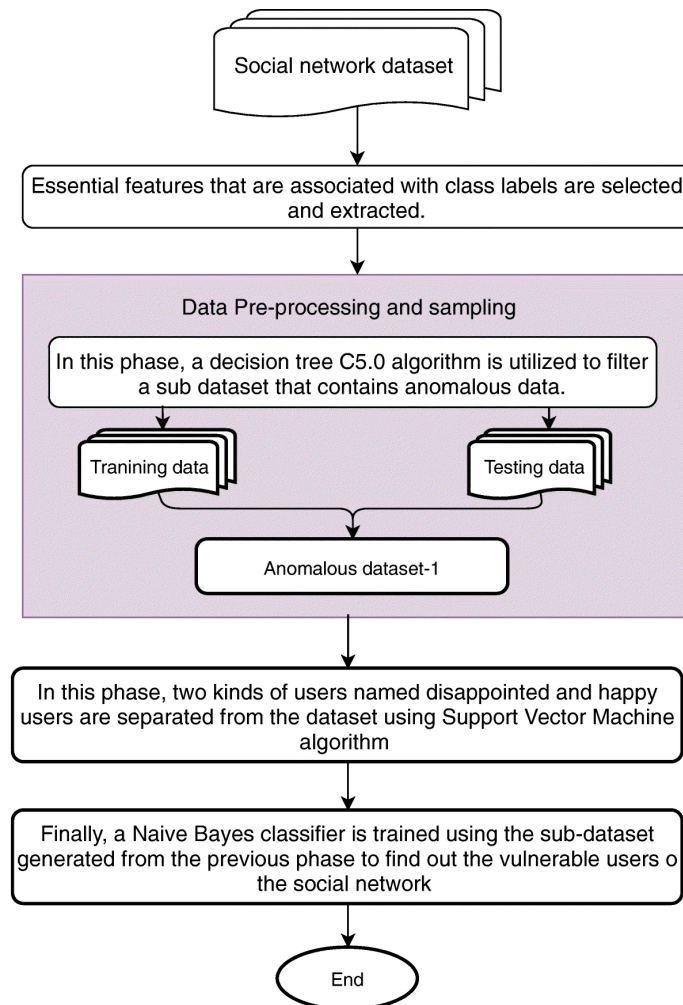 Social network dataset
Essential features that are associated with class labels are selected
and extracted.
Data Pre-processing and sampling
In this phase, a decision tree C5.0 algorithm is utilized to filter
a sub dataset that contains anomalous data.
Tranining data
Testing data
Anomalous dataset-1
In this phase, two kinds of users named disappointed and happy
users are separated from the dataset using Support Vector Machine
algorithm
Finally, a Naive Bayes classifier is trained using the sub-dataset
generated from the previous phase to find out the vulnerable users o
the social network
End